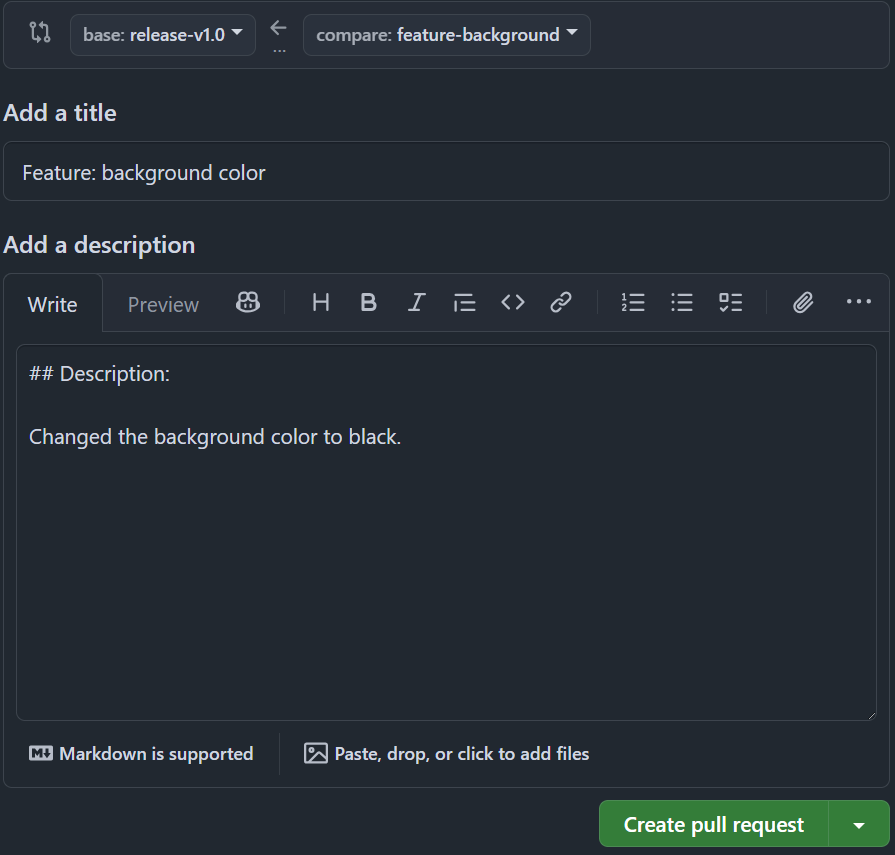 base: release-v1.0 ... compare: feature-background
Add a title
Feature: background color
Add a description
Write Preview
## Description:
Changed the background color to black.
Markdown is supported Paste, drop, or click to add files
Create pull request